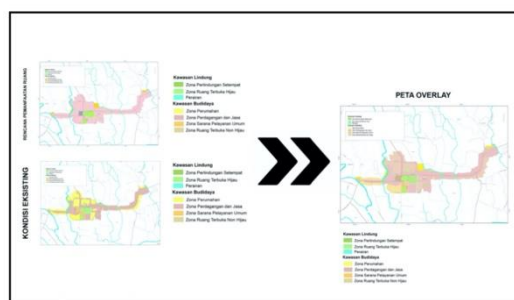 RENCANA PEMANFAATAN RUANG
Kawasan Lindung
Zona Perlindungan Setempat
Zona Ruang Terbuka Hijau
Perairan
Kawasan Budidaya
Zona Perumahan
Zona Perdagangan dan Jasa
Zona Sarana Pelayanan Umum
Zona Ruang Terbuka Non Hijau
KONDISI EKSISTING
Kawasan Lindung
Zona Perlindungan Setempat
Zona Ruang Terbuka Hijau
Perairan
Kawasan Budidaya
Zona Perumahan
Zona Perdagangan dan Jasa
Zona Sarana Pelayanan Umum
Zona Ruang Terbuka Non Hijau
PETA OVERLAY
Kawasan Lindung
Zona Perlindungan Setempat
Zona Ruang Terbuka Hijau
Perairan
Kawasan Budidaya
Zona Perumahan
Zona Perdagangan dan Jasa
Zona Sarana Pelayanan Umum
Zona Ruang Terbuka Non Hijau